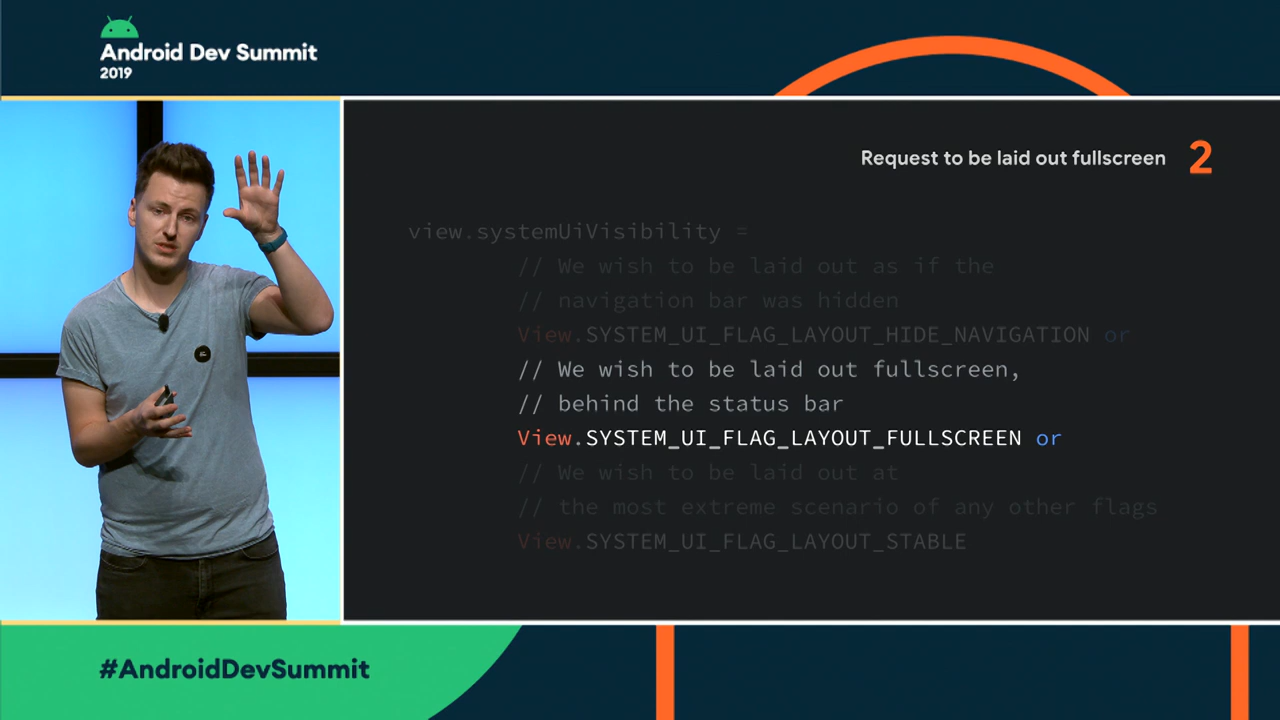 Android Dev Summit
2019
Request to be laid out fullscreen 2
view.systemUiVisibility =
// We wish to be laid out as if the
// navigation bar was hidden
View.SYSTEM_UI_FLAG_LAYOUT_HIDE_NAVIGATION or
// We wish to be laid out fullscreen,
// behind the status bar
View.SYSTEM_UI_FLAG_LAYOUT_FULLSCREEN or
// We wish to be laid out at
// the most extreme scenario of any other flags
View.SYSTEM_UI_FLAG_LAYOUT_STABLE
#AndroidDevSummit